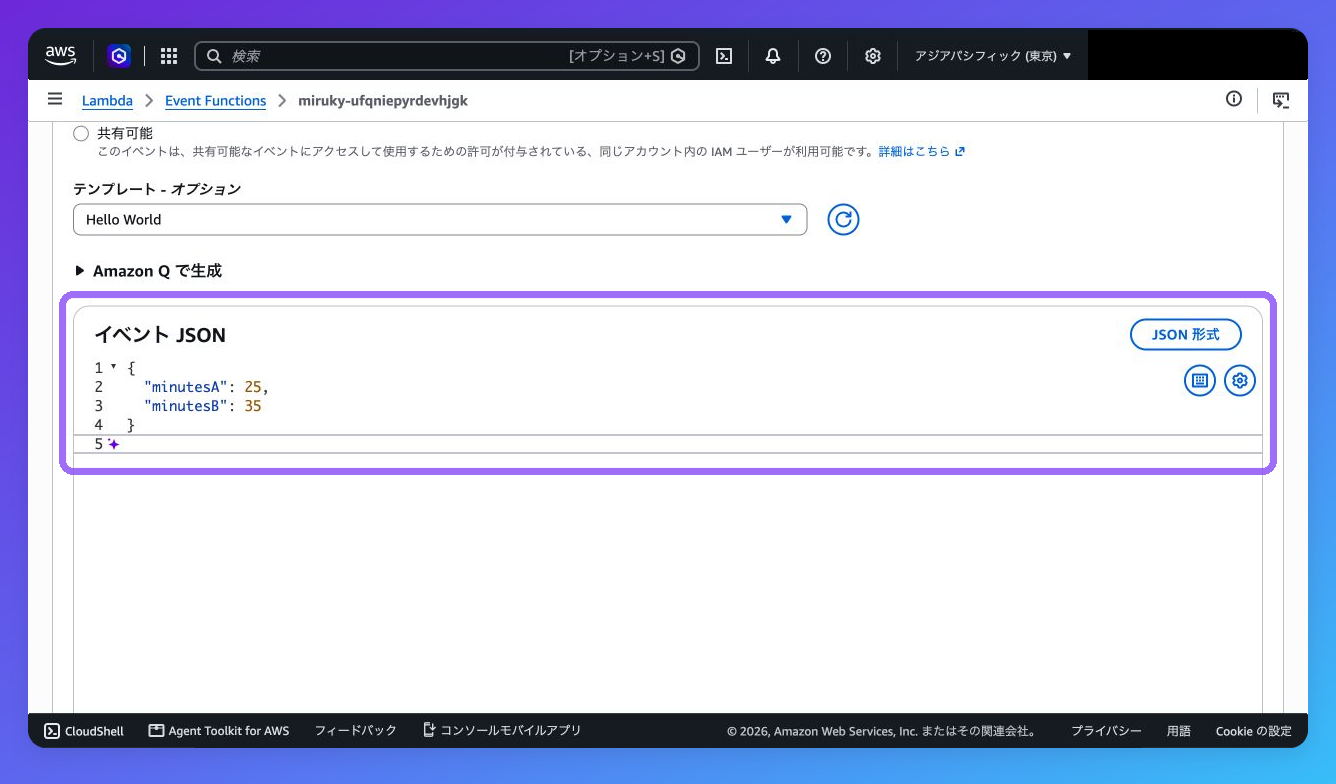 aws
検索 [オプション+S] アジアパシフィック (東京) ▼
Lambda > Event Functions > miruky-ufqniepyrdevhjgk
共有可能
このイベントは、共有可能なイベントにアクセスして使用するための許可が付与されている、同じアカウント内の IAM ユーザーが利用可能です。詳細はこちら
テンプレート - オプション
Hello World
Amazon Q で生成
イベント JSON
JSON 形式
1 {
2 "minutesA": 25,
3 "minutesB": 35
4 }
5
CloudShell Agent Toolkit for AWS フィードバック コンソールモバイルアプリ © 2026, Amazon Web Services, Inc. またはその関連会社。 プライバシー 用語 Cookie の設定